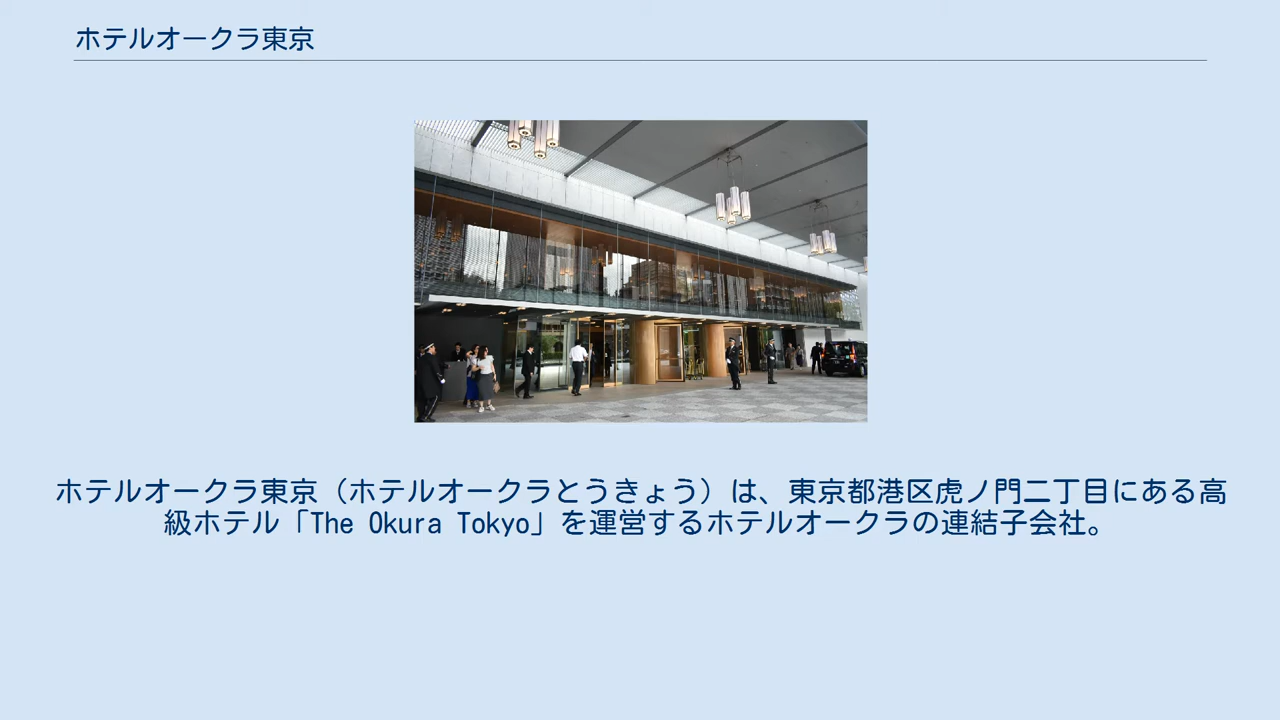 ホテルオークラ東京
ホテルオークラ東京（ホテルオークラとうきょう）は、東京都港区虎ノ門二丁目にある高
級ホテル「The Okura Tokyo」を運営するホテルオークラの連結子会社。